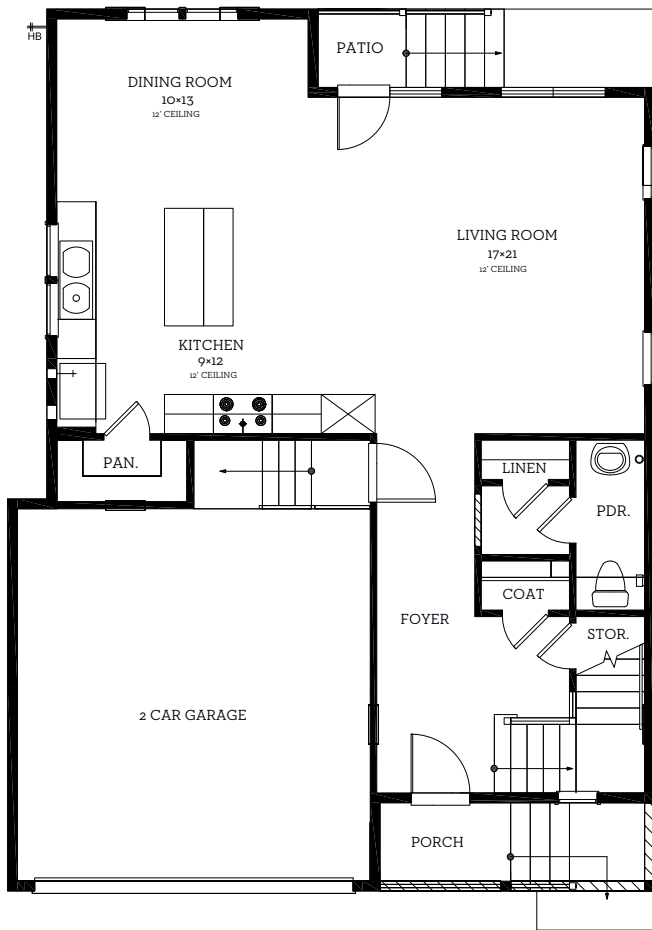 HB
PATIO
DINING ROOM
10×13
12' CEILING
LIVING ROOM
17×21
12' CEILING
KITCHEN
9×12
12' CEILING
PAN.
LINEN
PDR.
COAT
FOYER
STOR.
2 CAR GARAGE
PORCH